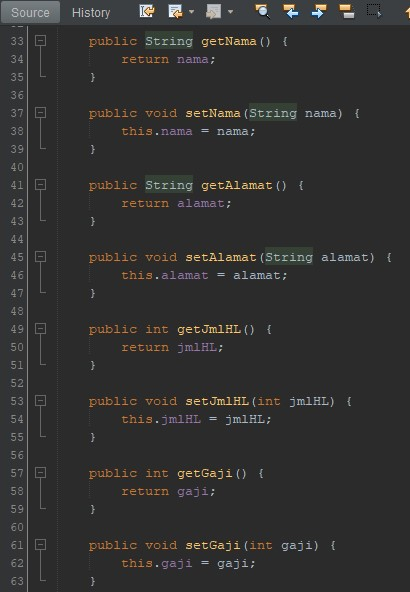 Source History
33 public String getNama() {
34 return nama;
35 }
36
37 public void setNama(String nama) {
38 this.nama = nama;
39 }
40
41 public String getAlamat() {
42 return alamat;
43 }
44
45 public void setAlamat(String alamat) {
46 this.alamat = alamat;
47 }
48
49 public int getJmlHL() {
50 return jmlHL;
51 }
52
53 public void setJmlHL(int jmlHL) {
54 this.jmlHL = jmlHL;
55 }
56
57 public int getGaji() {
58 return gaji;
59 }
60
61 public void setGaji(int gaji) {
62 this.gaji = gaji;
63 }